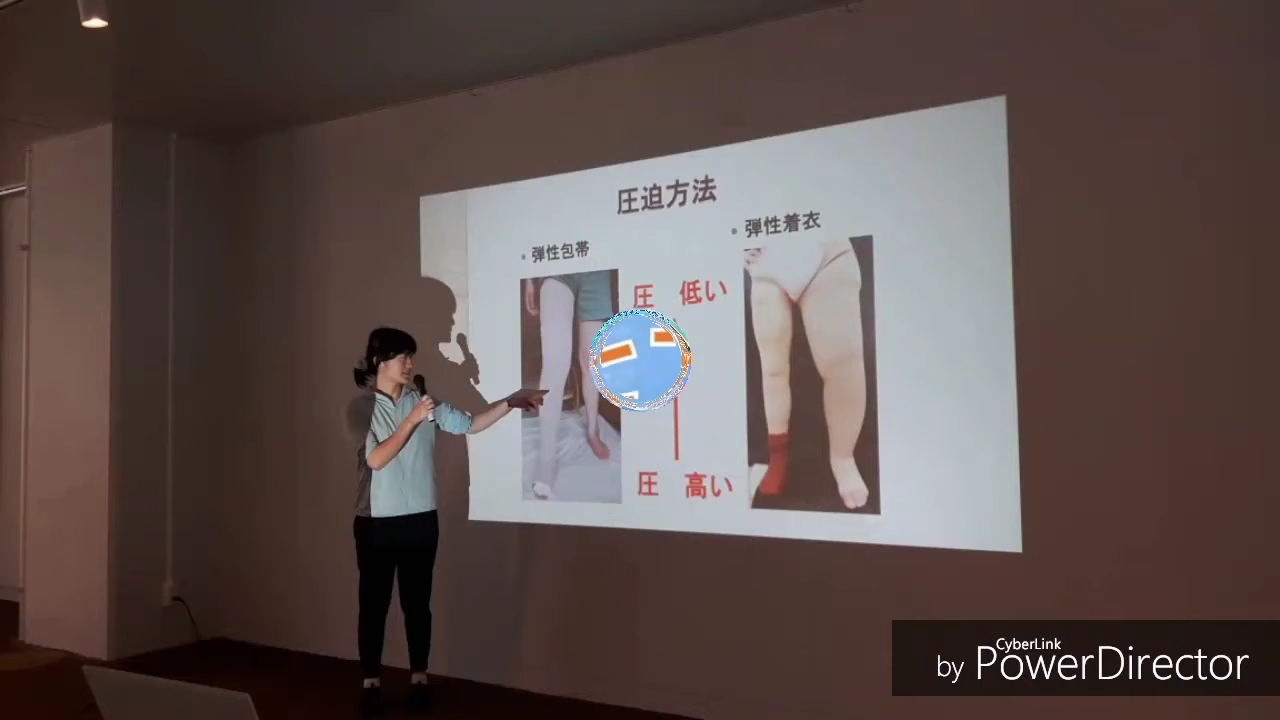 圧迫方法
・弾性包帯
・弾性着衣
圧 低い
圧 高い
CyberLink
by PowerDirector